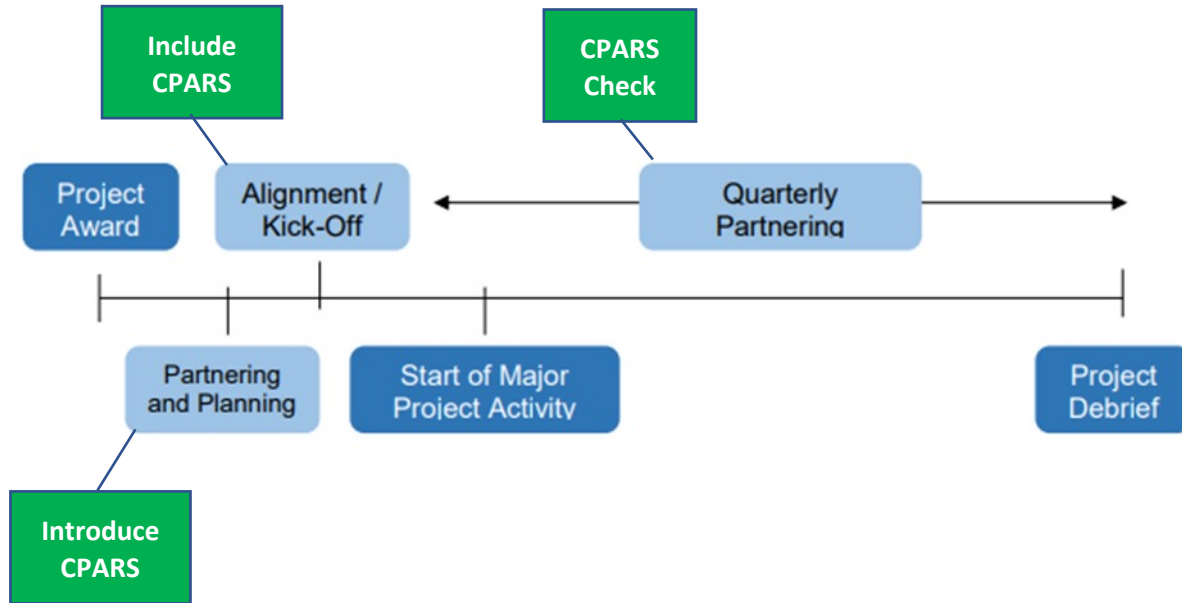 Include
CPARS
CPARS
Check
Project
Award
Alignment /
Kick-Off
Quarterly
Partnering
Partnering
and Planning
Start of Major
Project Activity
Project
Debrief
Introduce
CPARS